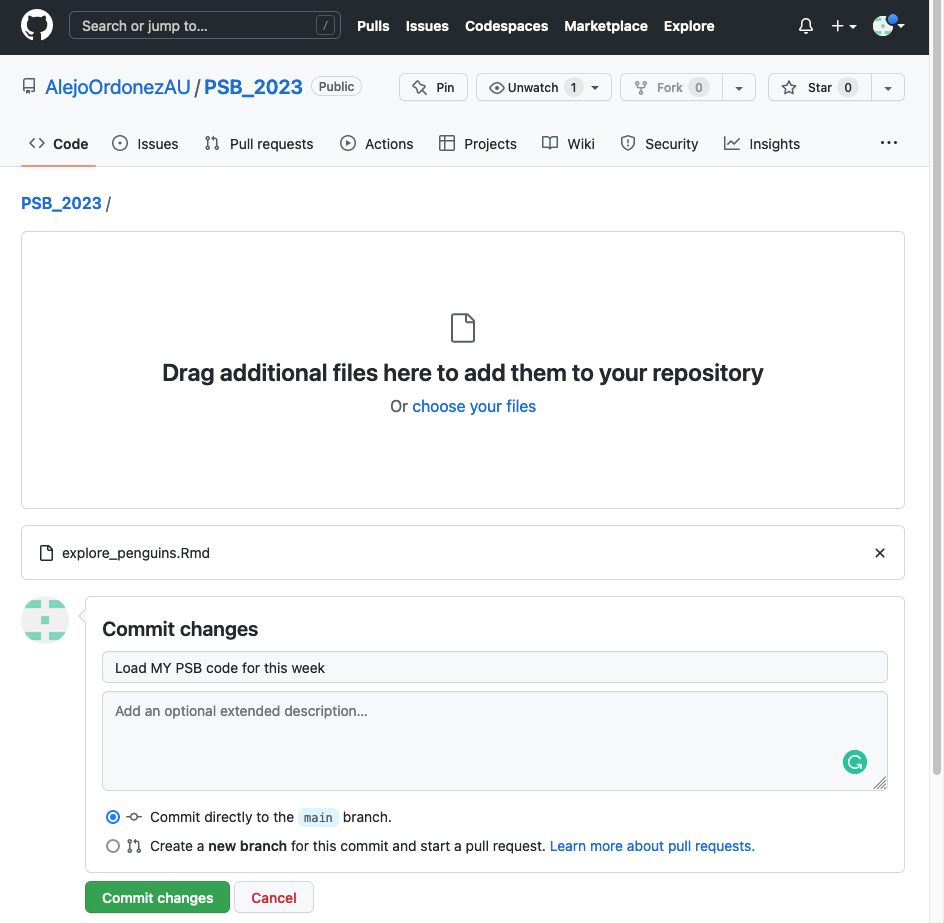 Search or jump to... / Pulls Issues Codespaces Marketplace Explore
AlejoOrdonezAU / PSB_2023 Public Pin Unwatch 1 Fork 0 Star 0
Code Issues Pull requests Actions Projects Wiki Security Insights ...
PSB_2023 /
Drag additional files here to add them to your repository
Or choose your files
explore_penguins.Rmd
Commit changes
Load MY PSB code for this week
Add an optional extended description...
Commit directly to the main branch.
Create a new branch for this commit and start a pull request. Learn more about pull requests.
Commit changes Cancel